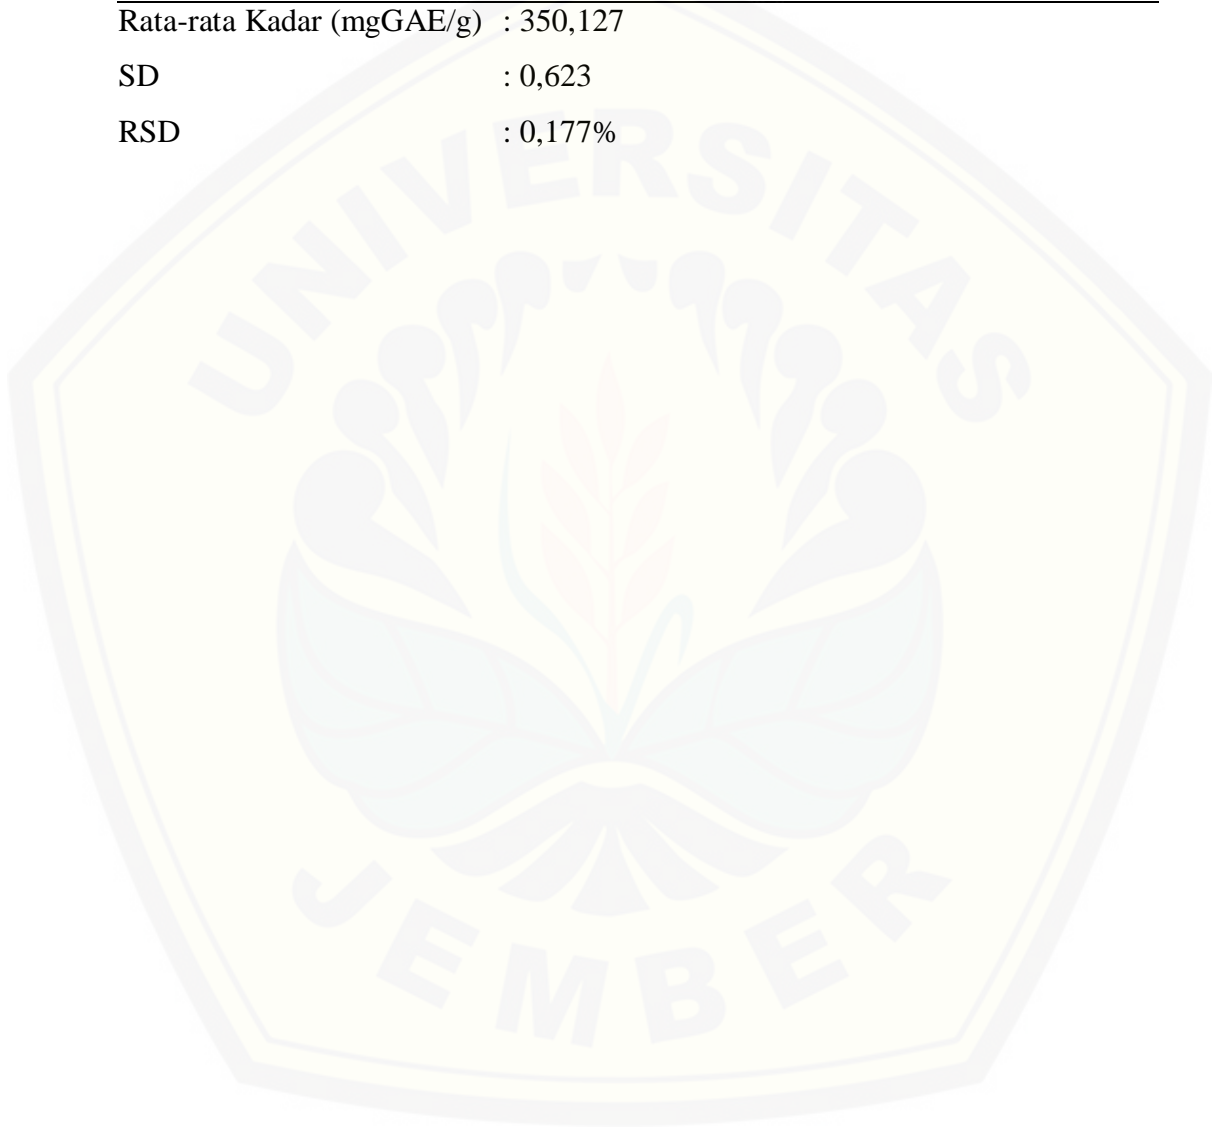 Rata-rata Kadar (mgGAE/g) : 350,127
SD : 0,623
RSD : 0,177%
UNIVERSITAS
JEMBER